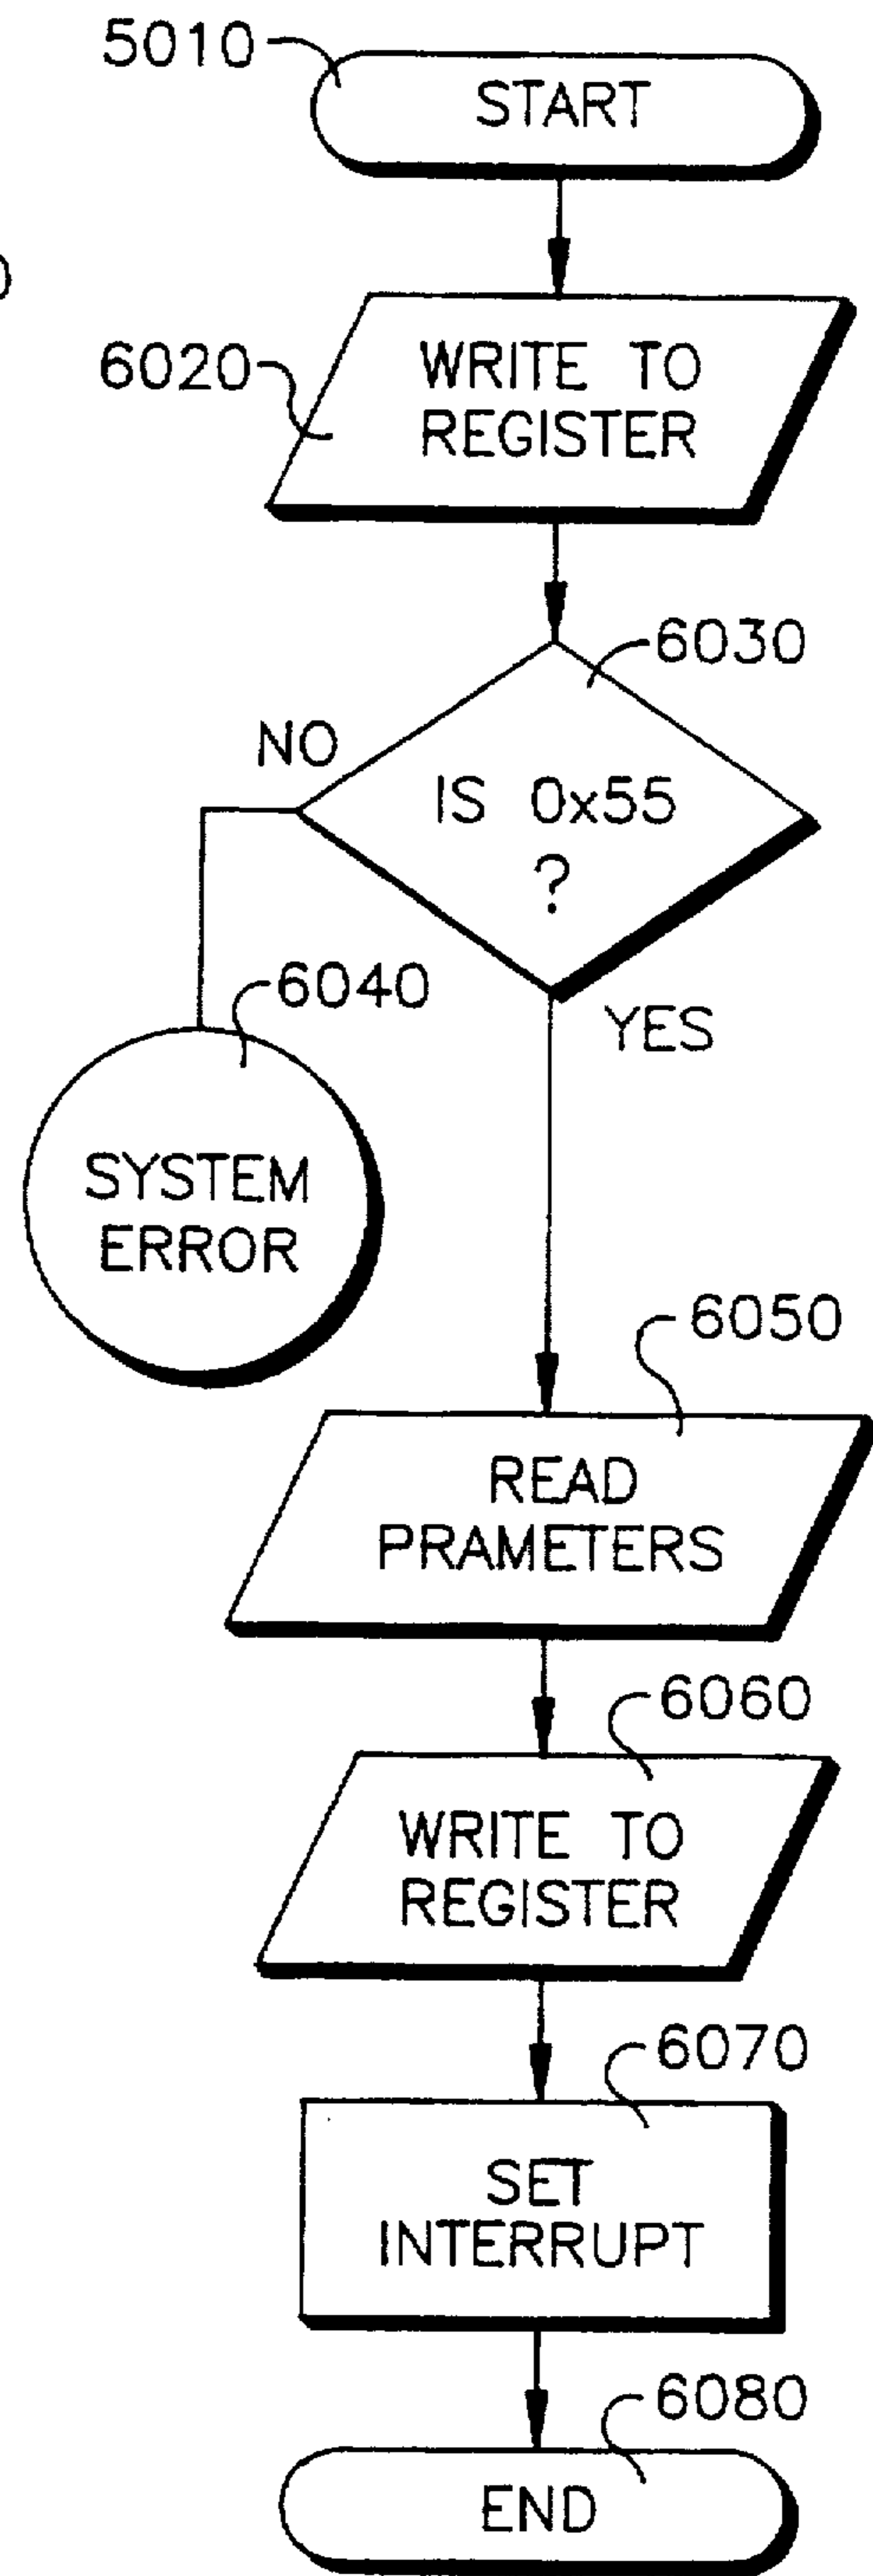 5010
START
6020
WRITE TO
REGISTER
6030
NO
IS 0x55
?
YES
6040
SYSTEM
ERROR
6050
READ
PRAMETERS
6060
WRITE TO
REGISTER
6070
SET
INTERRUPT
6080
END